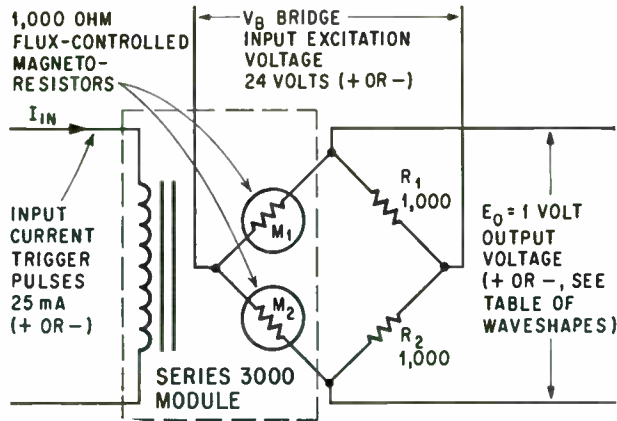 1,000 OHM
FLUX-CONTROLLED
MAGNETO-
RESISTORS
V_B BRIDGE
INPUT EXCITATION
VOLTAGE
24 VOLTS (+ OR −)
I_IN
INPUT
CURRENT
TRIGGER
PULSES
25 mA
(+ OR −)
M₁
M₂
R₁
1,000
R₂
1,000
E_O = 1 VOLT
OUTPUT
VOLTAGE
(+ OR −, SEE
TABLE OF
WAVESHAPES)
SERIES 3000
MODULE